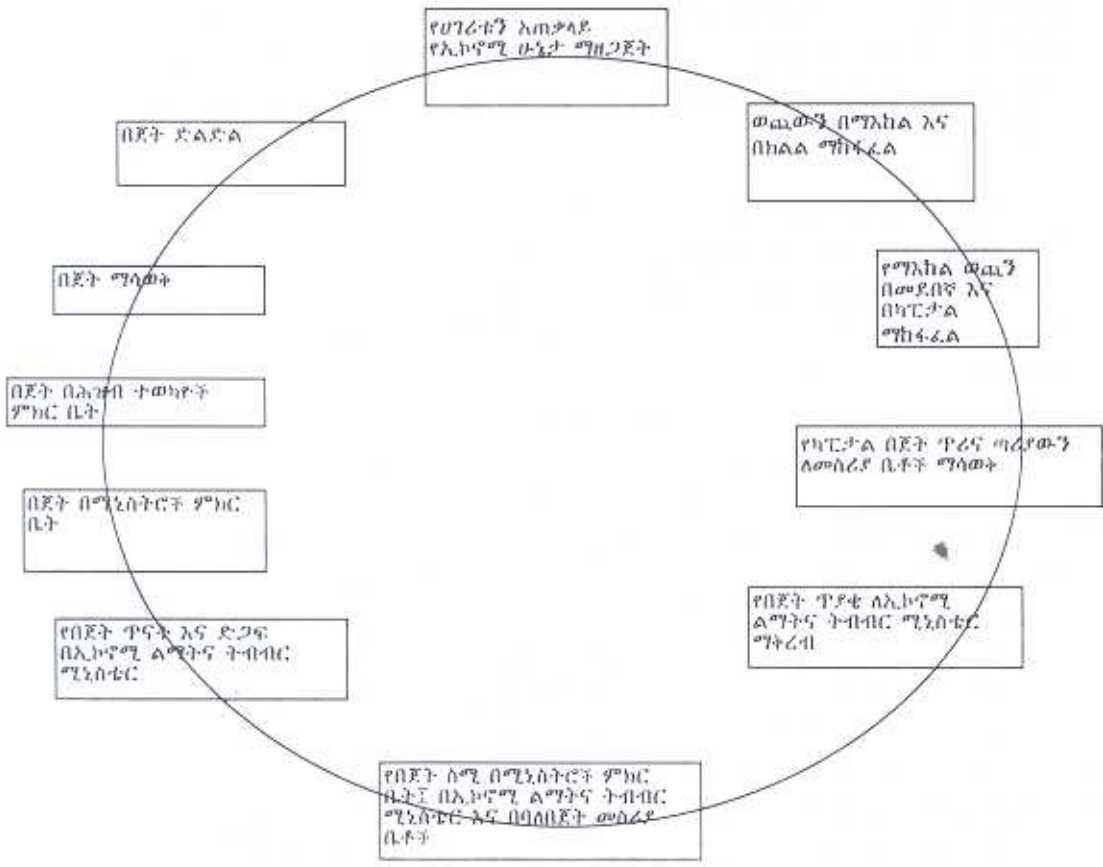 የሀገሪቱን አጠቃላይ
የኢኮኖሚ ሁኔታ ማዘጋጀት
ወጪውን በማእከል እና
በክልል ማከፋፈል
የማእከል ወጪን
በመደበኛ እና
በካፒታል
ማከፋፈል
የካፒታል በጀት ጥሪና ጣሪያውን
ለመስሪያ ቤቶች ማሳወቅ
የበጀት ጥያቄ ለኢኮኖሚ
ልማትና ትብብር ሚኒስቴር
ማቅረብ
የበጀት ስሚ በሚኒስትሮች ምክር
ቤት፤ በኢኮኖሚ ልማትና ትብብር
ሚኒስቴር እና በባለበጀት መስሪያ
ቤቶች
የበጀት ጥናት እና ድጋፍ
በኢኮኖሚ ልማትና ትብብር
ሚኒስቴር
በጀት በሚኒስትሮች ምክር
ቤት
በጀት በሕዝብ ተወካዮች
ምክር ቤት
በጀት ማሳወቅ
በጀት ድልድል